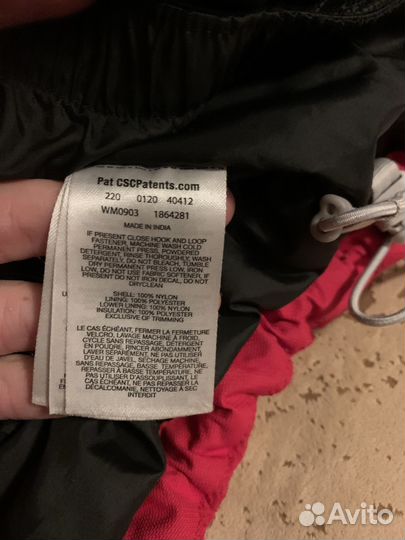 Pat CSCPatents.com
220 0120 40412
WM0903 1864281
MADE IN INDIA
IF PRESENT CLOSE HOOK AND LOOP
FASTENER, MACHINE WASH COLD
PERMANENT PRESS, POWDERED
DETERGENT, RINSE THOROUGHLY, WASH
SEPARATELY, DO NOT BLEACH, TUMBLE
DRY PERMANENT PRESS LOW, IRON
LOW, DO NOT USE FABRIC SOFTENER, IF
PRESENT DO NOT IRON DECAL, DO NOT
DRYCLEAN
SHELL: 100% NYLON
LINING: 100% POLYESTER
LOWER LINING: 100% NYLON
INSULATION: 100% POLYESTER
EXCLUSIVE OF TRIMMING
LE CAS ÉCHÉANT, FERMER LA FERMETURE
VELCRO, LAVAGE MACHINE À FROID,
CYCLE SANS REPASSAGE, DÉTERGENT
EN POUDRE, RINCER ABONDAMMENT,
LAVER SÉPARÉMENT, NE PAS UTILISER
D'EAU DE JAVEL, SÉCHAGE MACHINE
BASSE TEMPÉRATURE, CYCLE SANS
REPASSAGE, REPASSER À BASSE
TEMPÉRATURE, NE PAS UTILISER
D'ASSOUPLISSANT, LE CAS
ÉCHÉANT, NE PAS REPASSER LA
DÉCALCOMANIE, NETTOYAGE À SEC
INTERDIT
Avito